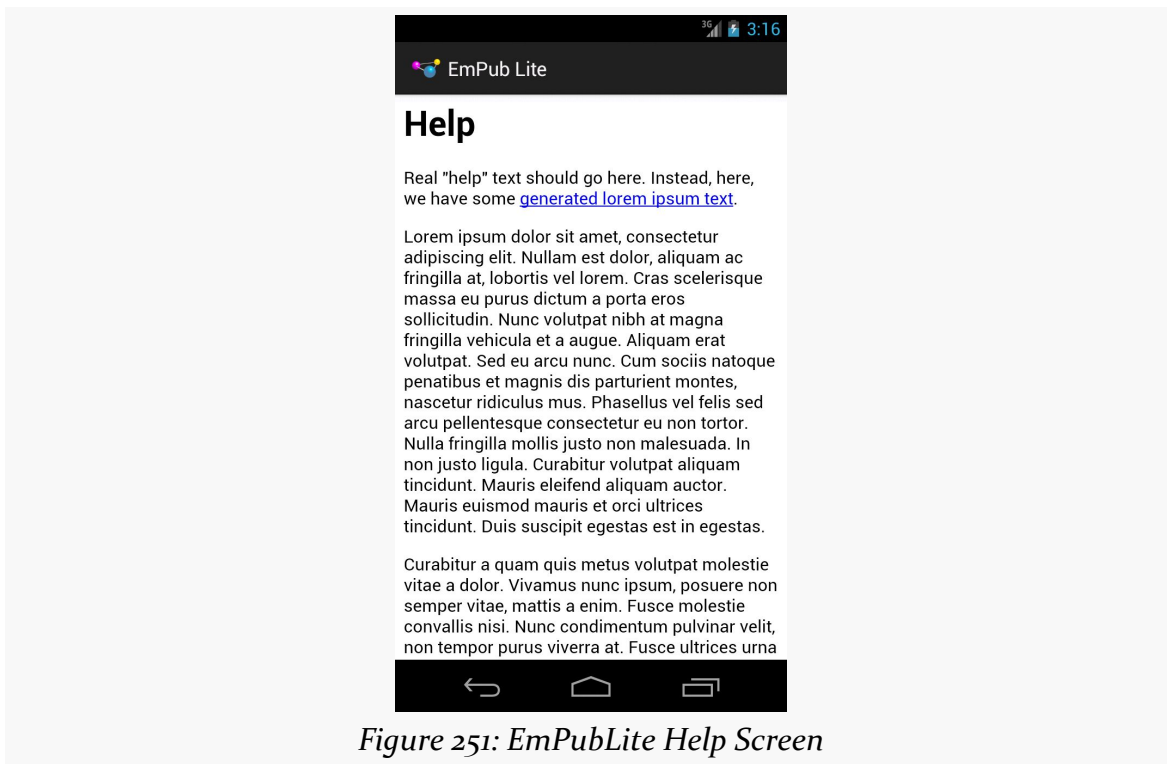 3G 3:16
EmPub Lite
Help
Real "help" text should go here. Instead, here,
we have some generated lorem ipsum text.
Lorem ipsum dolor sit amet, consectetur
adipiscing elit. Nullam est dolor, aliquam ac
fringilla at, lobortis vel lorem. Cras scelerisque
massa eu purus dictum a porta eros
sollicitudin. Nunc volutpat nibh at magna
fringilla vehicula et a augue. Aliquam erat
volutpat. Sed eu arcu nunc. Cum sociis natoque
penatibus et magnis dis parturient montes,
nascetur ridiculus mus. Phasellus vel felis sed
arcu pellentesque consectetur eu non tortor.
Nulla fringilla mollis justo non malesuada. In
non justo ligula. Curabitur volutpat aliquam
tincidunt. Mauris eleifend aliquam auctor.
Mauris euismod mauris et orci ultrices
tincidunt. Duis suscipit egestas est in egestas.
Curabitur a quam quis metus volutpat molestie
vitae a dolor. Vivamus nunc ipsum, posuere non
semper vitae, mattis a enim. Fusce molestie
convallis nisi. Nunc condimentum pulvinar velit,
non tempor purus viverra at. Fusce ultrices urna
Figure 251: EmPubLite Help Screen